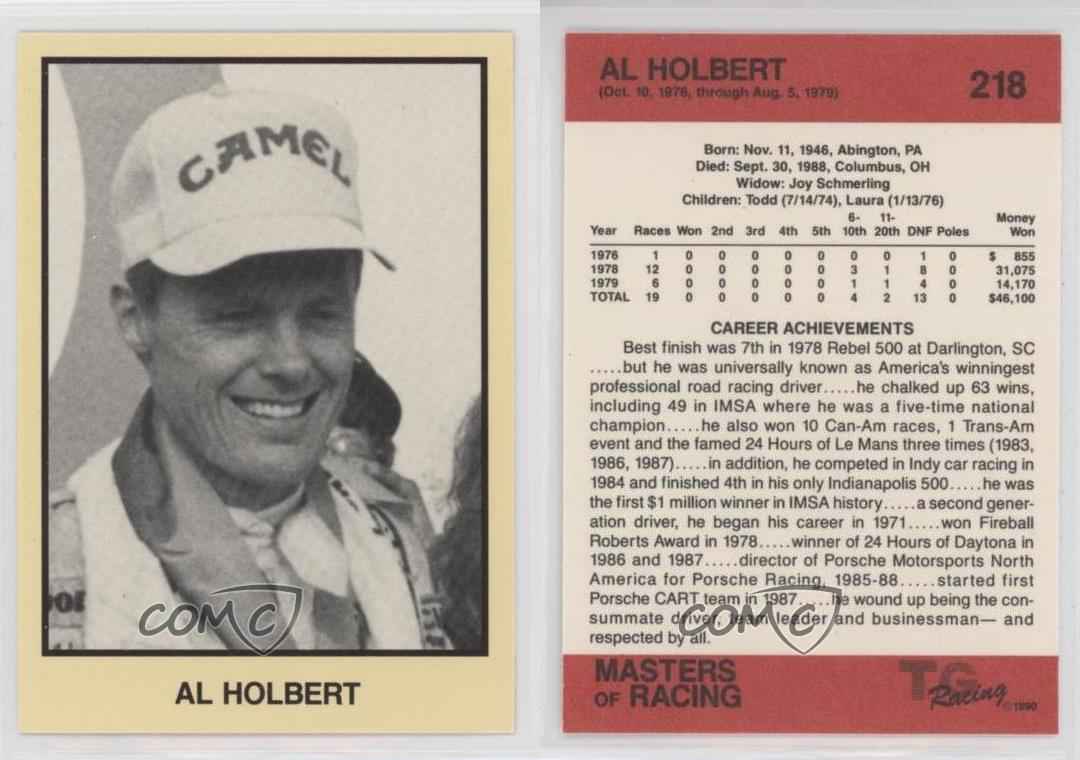 CAMEL
AL HOLBERT
COMC
AL HOLBERT
(Oct. 10, 1976, through Aug. 5, 1979)
218
Born: Nov. 11, 1946, Abington, PA
Died: Sept. 30, 1988, Columbus, OH
Widow: Joy Schmerling
Children: Todd (7/14/74), Laura (1/13/76)
6- 11- Money
Year Races Won 2nd 3rd 4th 5th 10th 20th DNF Poles Won
1976 1 0 0 0 0 0 0 0 1 0 $ 855
1978 12 0 0 0 0 0 3 1 8 0 31,075
1979 6 0 0 0 0 0 1 1 4 0 14,170
TOTAL 19 0 0 0 0 0 4 2 13 0 $46,100
CAREER ACHIEVEMENTS
Best finish was 7th in 1978 Rebel 500 at Darlington, SC
.....but he was universally known as America's winningest
professional road racing driver.....he chalked up 63 wins,
including 49 in IMSA where he was a five-time national
champion.....he also won 10 Can-Am races, 1 Trans-Am
event and the famed 24 Hours of Le Mans three times (1983,
1986, 1987).....in addition, he competed in Indy car racing in
1984 and finished 4th in his only Indianapolis 500.....he was
the first $1 million winner in IMSA history.....a second gener-
ation driver, he began his career in 1971.....won Fireball
Roberts Award in 1978.....winner of 24 Hours of Daytona in
1986 and 1987.....director of Porsche Motorsports North
America for Porsche Racing, 1985-88.....started first
Porsche CART team in 1987.....he wound up being the con-
summate driver, team leader and businessman— and
respected by all.
COMC
MASTERS
OF RACING
TG
Racing
©1990